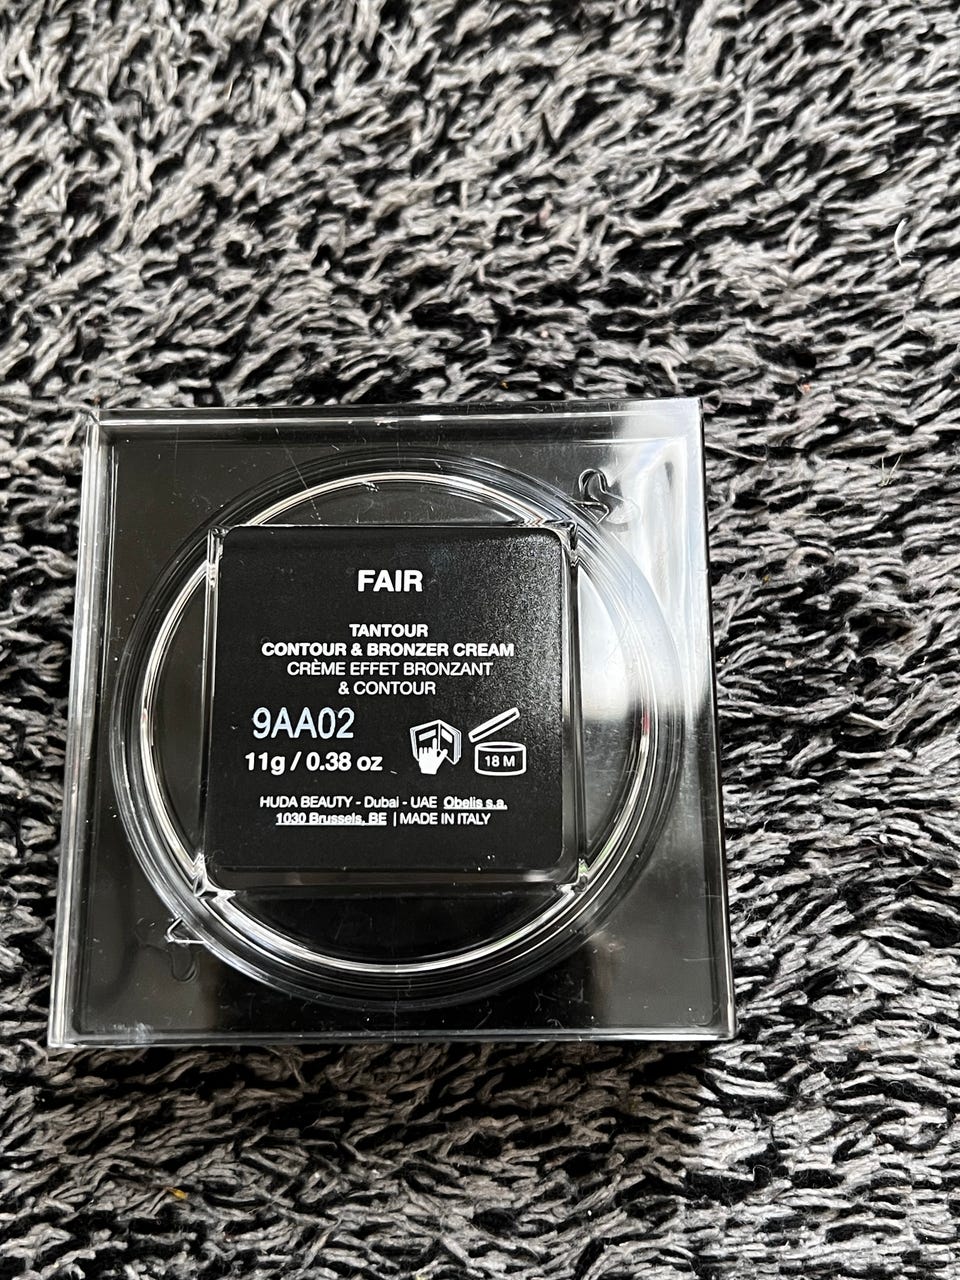 FAIR
TANTOUR
CONTOUR & BRONZER CREAM
CRÈME EFFET BRONZANT
& CONTOUR
9AA02
11g / 0.38 oz
18 M
HUDA BEAUTY - Dubai - UAE Obelis s.a.
1030 Brussels, BE | MADE IN ITALY